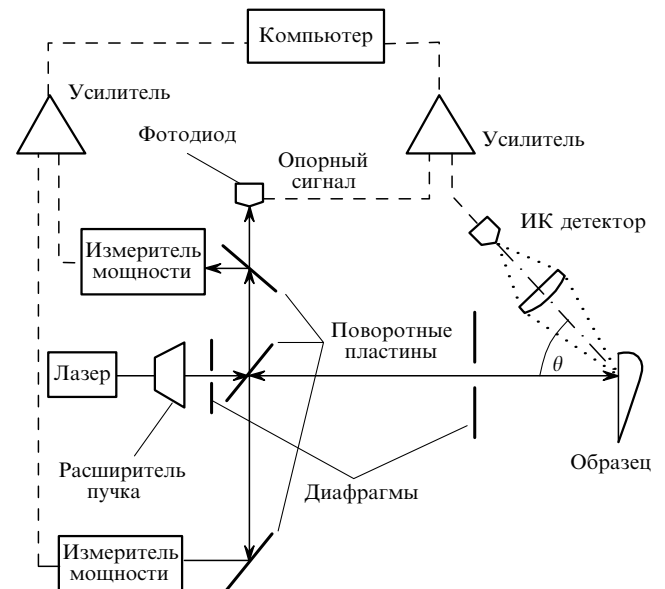 Компьютер
Усилитель
Фотодиод
Опорный
сигнал
Усилитель
ИК детектор
Измеритель
мощности
Поворотные
пластины
Лазер
θ
Расширитель
пучка
Диафрагмы
Образец
Измеритель
мощности